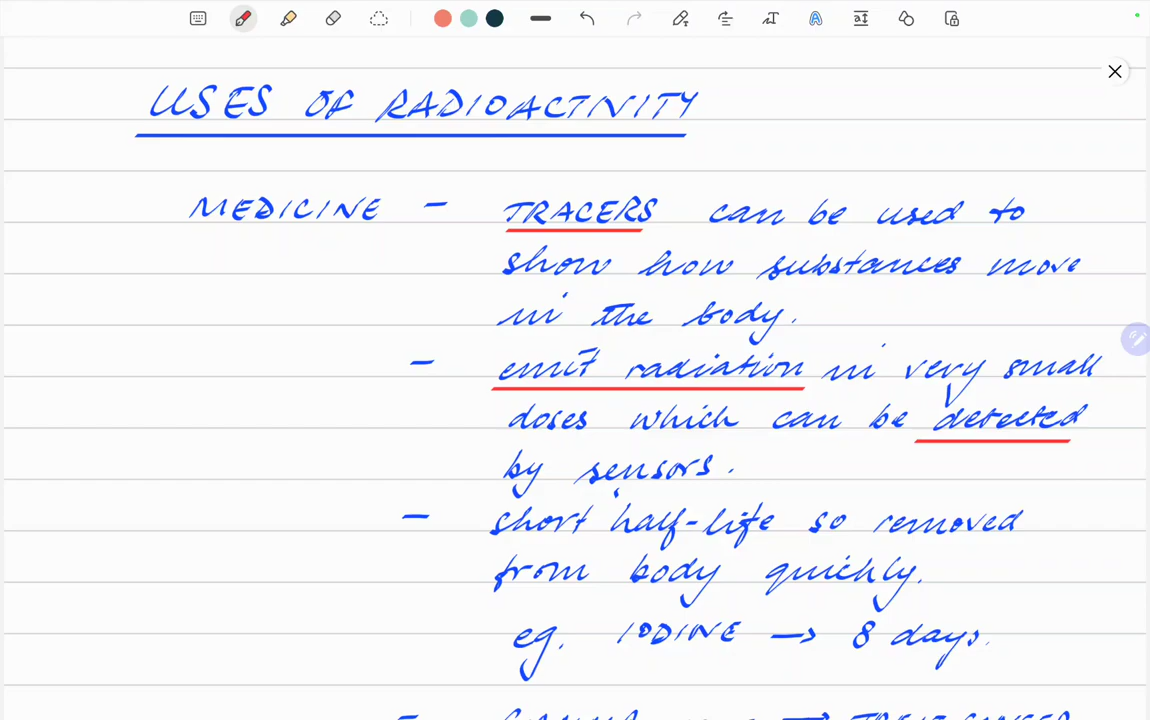 USES OF RADIOACTIVITY
MEDICINE - TRACERS can be used to
show how substances move
in the body.
- emit radiation in very small
doses which can be detected
by sensors.
- short half-life so removed
from body quickly.
eg. IODINE → 8 days.